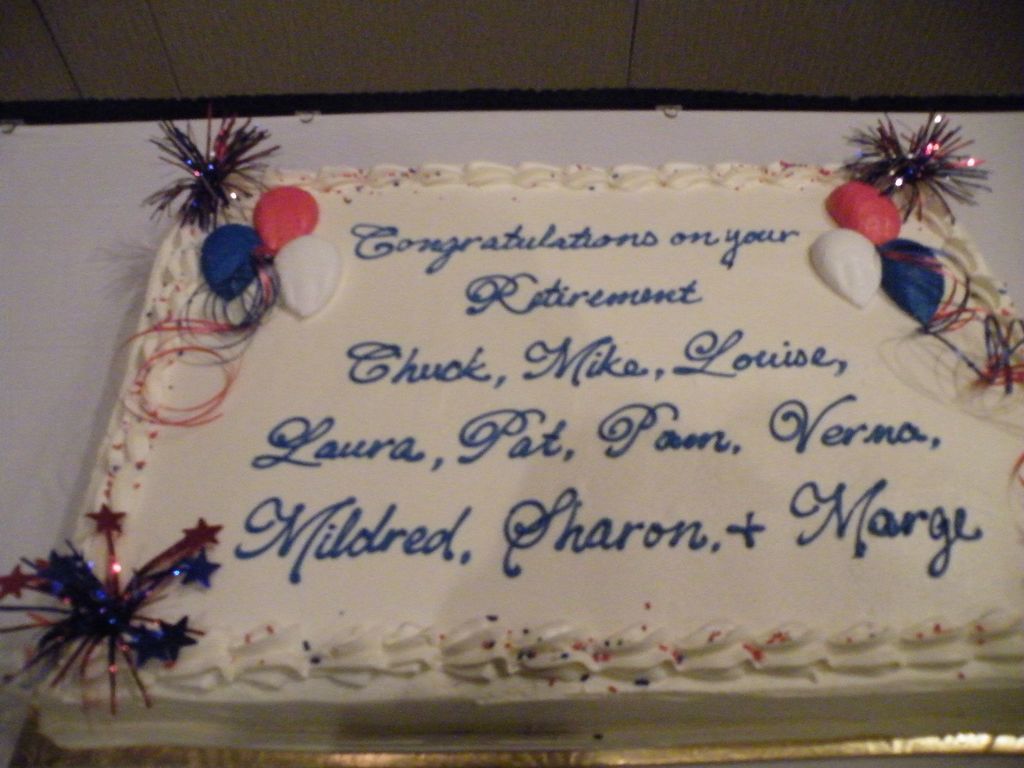 Congratulations on your
Retirement
Chuck, Mike, Louise,
Laura, Pat, Pam, Verna,
Mildred, Sharon, + Marge